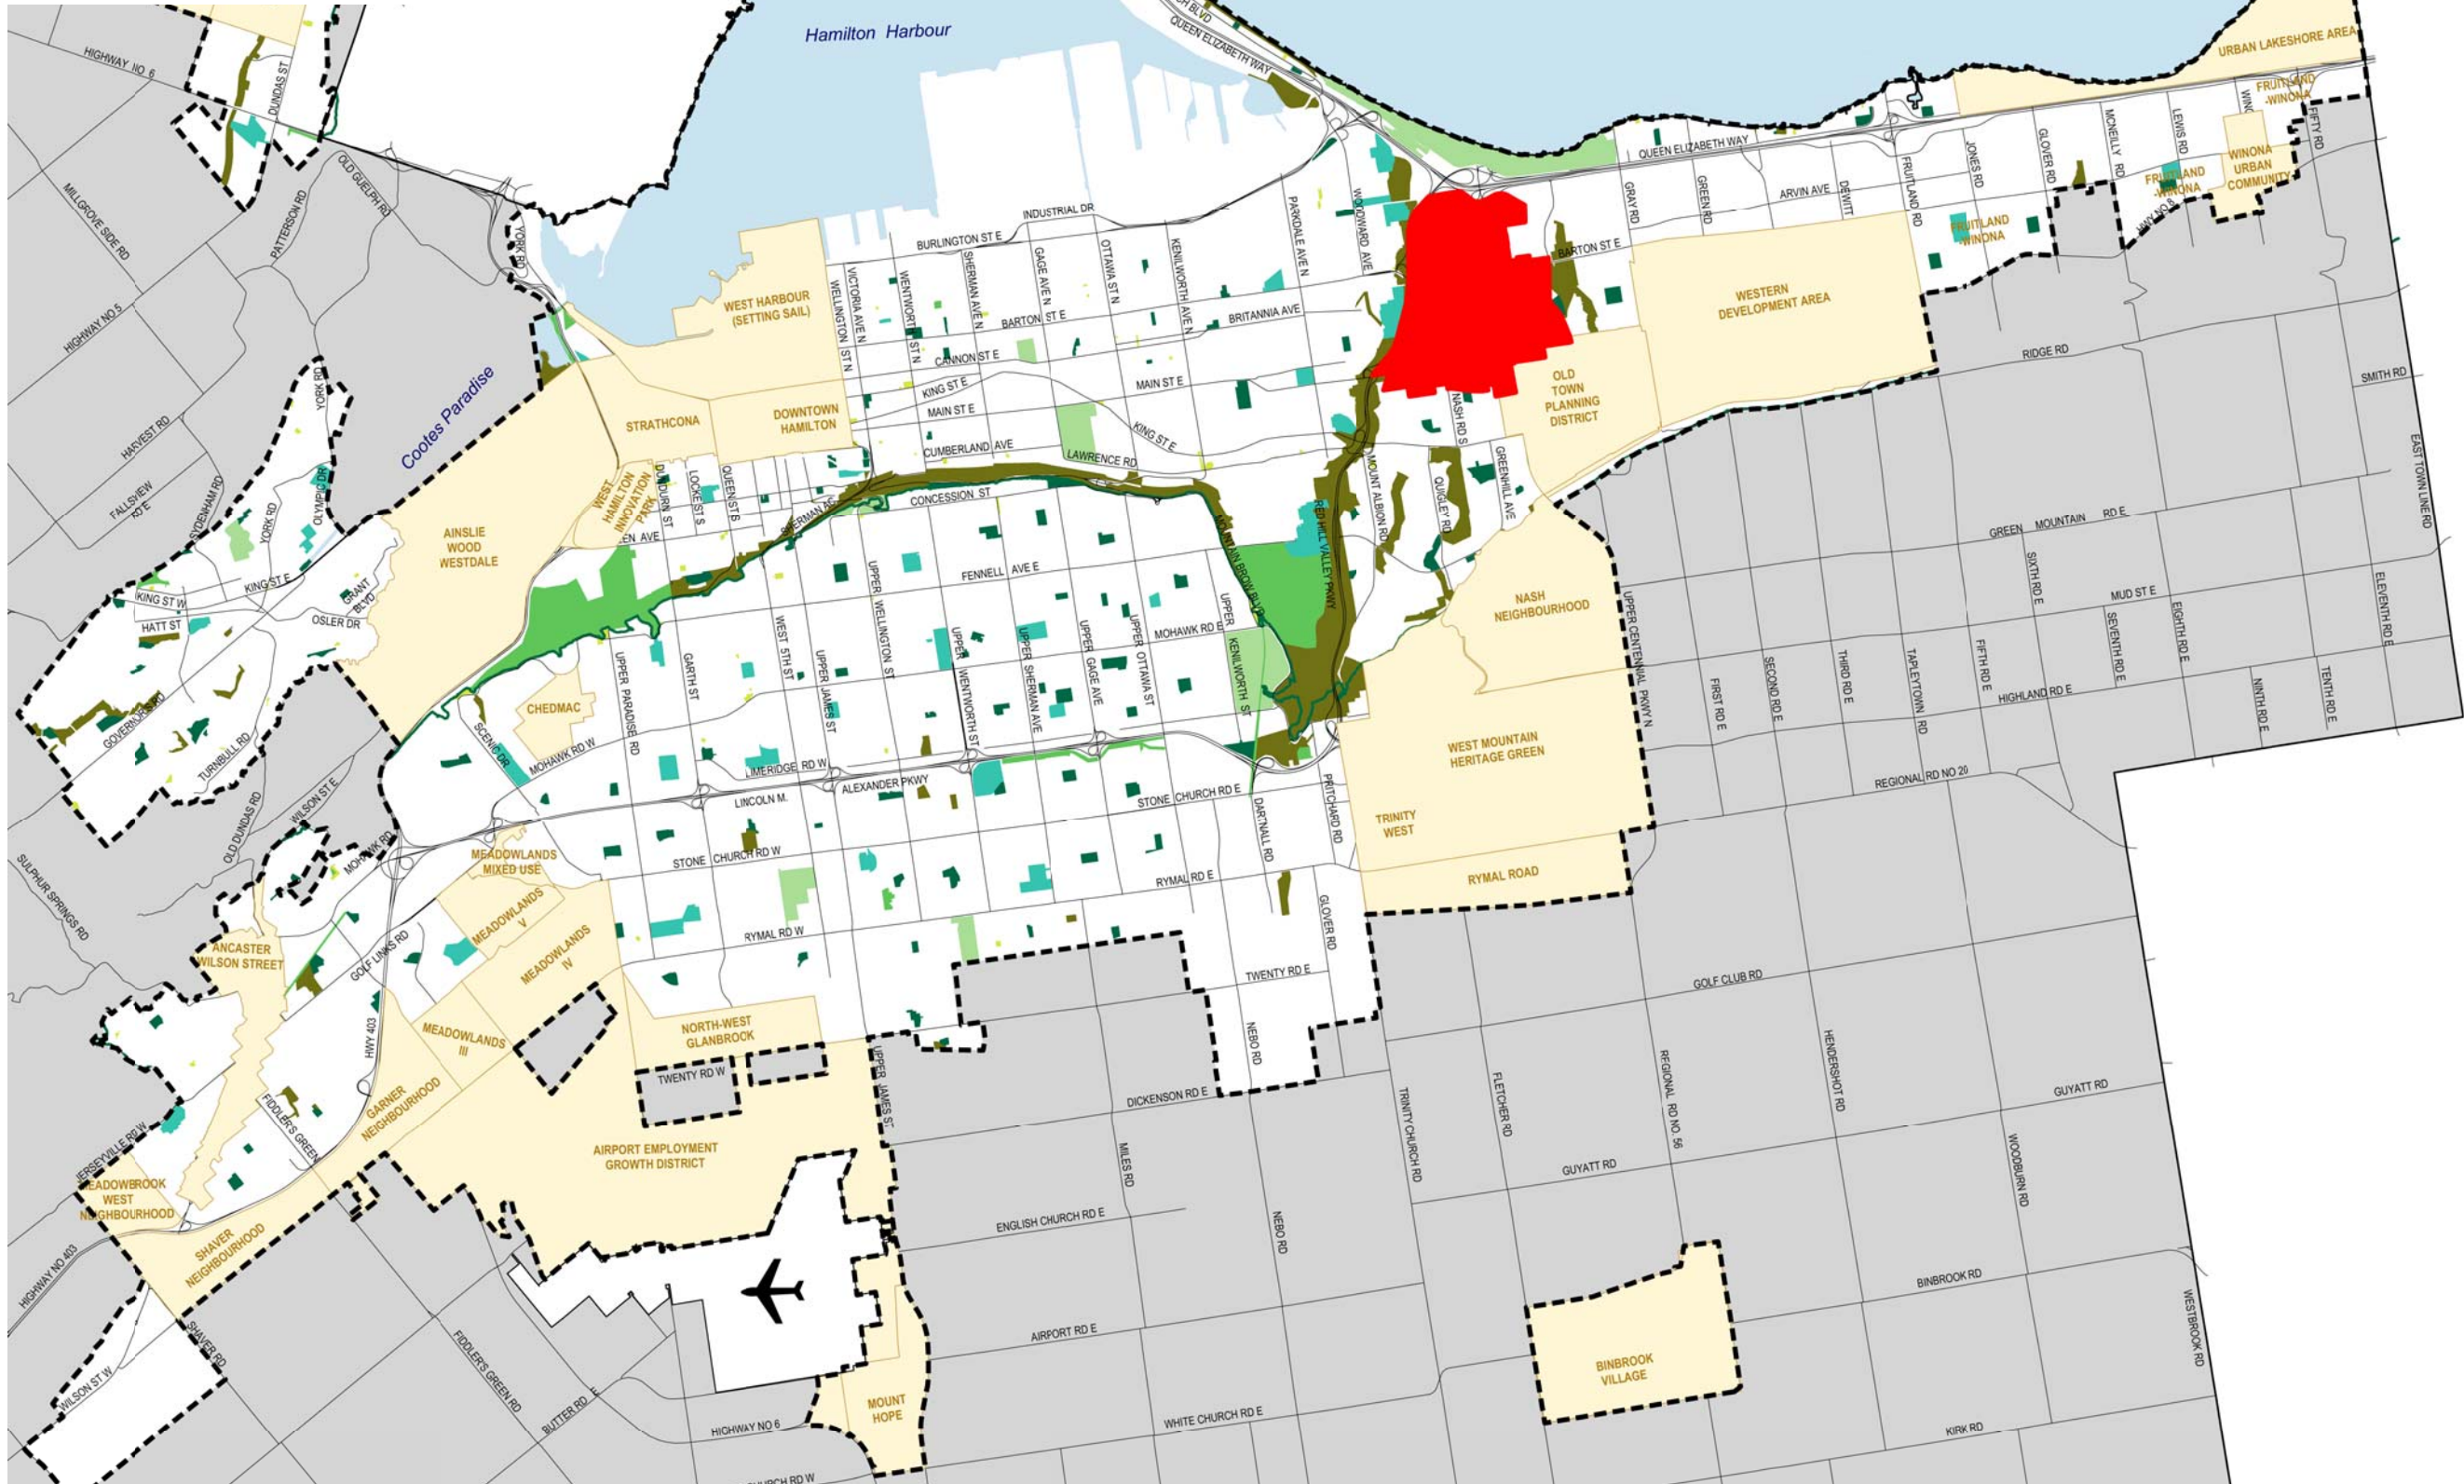 Hamilton Harbour
QUEEN ELIZABETH WAY
URBAN LAKESHORE AREA
FRUITLAND
-WINONA
HIGHWAY NO 6
DUNDAS ST
OLD GUELPH RD
PATTERSON RD
MILLGROVE SIDE RD
HIGHWAY NO 5
YORK RD
INDUSTRIAL DR
BURLINGTON ST E
PARKDALE AVE N
WOODWARD AVE
QUEEN ELIZABETH WAY
GRAY RD
GREEN RD
ARVIN AVE
DEWITT
FRUITLAND RD
JONES RD
GLOVER RD
MCNEILLY RD
LEWIS RD
FIFTY RD
WINONA
URBAN
COMMUNITY
FRUITLAND
-WINONA
HWY NO 8
FRUITLAND
-WINONA
BARTON ST E
WESTERN
DEVELOPMENT AREA
RIDGE RD
SMITH RD
EAST TOWN LINE RD
WEST HARBOUR
(SETTING SAIL)
WELLINGTON ST N
VICTORIA AVE N
WENTWORTH ST N
SHERMAN AVE N
GAGE AVE N
OTTAWA ST N
KENILWORTH AVE N
BARTON ST E
BRITANNIA AVE
CANNON ST E
KING ST E
MAIN ST E
MAIN ST E
KING ST E
CUMBERLAND AVE
LAWRENCE RD
CONCESSION ST
STRATHCONA
DOWNTOWN
HAMILTON
OLD
TOWN
PLANNING
DISTRICT
NASH RD S
GREENHILL AVE
QUIGLEY RD
MOUNT ALBION RD
RED HILL VALLEY PKWY
MOUNTAIN BROW BLVD
Cootes Paradise
YORK RD
HARVEST RD
FALLSVIEW
RD E
SYDENHAM RD
YORK RD
OLYMPIC DR
AINSLIE
WOOD
WESTDALE
WEST
HAMILTON
INNOVATION
PARK
DUNDURN ST
LOCKE ST S
QUEEN ST S
KING ST W
KING ST E
GRANT
BLVD
HATT ST
OSLER DR
GOVERNOR'S RD
TURNBULL RD
OLD DUNDAS RD
WILSON ST E
MOHAWK RD
SULPHUR SPRINGS RD
CHEDMAC
SCENIC DR
MOHAWK RD W
UPPER PARADISE RD
GARTH ST
WEST 5TH ST
UPPER JAMES ST
UPPER WELLINGTON ST
FENNELL AVE E
UPPER
WENTWORTH ST
UPPER SHERMAN AVE
UPPER GAGE AVE
UPPER OTTAWA ST
MOHAWK RD E
UPPER
KENILWORTH ST
LIMERIDGE RD W
LINCOLN M.
ALEXANDER PKWY
STONE CHURCH RD E
STONE CHURCH RD W
DARTNALL RD
PRITCHARD RD
RYMAL RD E
RYMAL RD W
GLOVER RD
TWENTY RD E
NEBO RD
NASH
NEIGHBOURHOOD
WEST MOUNTAIN
HERITAGE GREEN
TRINITY
WEST
RYMAL ROAD
UPPER CENTENNIAL PKWY N
GREEN MOUNTAIN RD E
MUD ST E
FIRST RD E
SECOND RD E
THIRD RD E
TAPLEYTOWN RD
FIFTH RD E
SIXTH RD E
SEVENTH RD E
EIGHTH RD E
NINTH RD E
TENTH RD E
ELEVENTH RD E
HIGHLAND RD E
REGIONAL RD NO 20
GOLF CLUB RD
MEADOWLANDS
MIXED USE
MEADOWLANDS
V
MEADOWLANDS
IV
MEADOWLANDS
III
ANCASTER
WILSON STREET
GOLF LINKS RD
HWY 403
NORTH-WEST
GLANBROOK
TWENTY RD W
UPPER JAMES ST
GARNER
NEIGHBOURHOOD
FIDDLER'S GREEN
JERSEYVILLE RD W
MEADOWBROOK
WEST
NEIGHBOURHOOD
SHAVER
NEIGHBOURHOOD
HIGHWAY NO 403
AIRPORT EMPLOYMENT
GROWTH DISTRICT
DICKENSON RD E
MILES RD
ENGLISH CHURCH RD E
NEBO RD
TRINITY CHURCH RD
FLETCHER RD
REGIONAL RD NO. 56
HENDERSHOT RD
GUYATT RD
GUYATT RD
WOODBURN RD
BINBROOK RD
WESTBROOK RD
AIRPORT RD E
BINBROOK
VILLAGE
SHAVER RD
WILSON ST W
FIDDLER'S GREEN RD
BUTTER RD E
HIGHWAY NO 6
MOUNT
HOPE
WHITE CHURCH RD E
KIRK RD